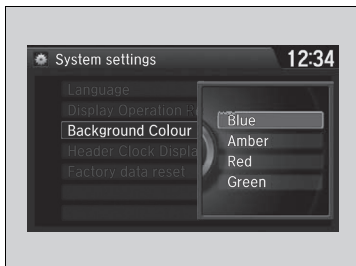 System settings
12:34
Language
Display Operation
Background Colour
Header Clock Displa
Factory data reset
Blue
Amber
Red
Green